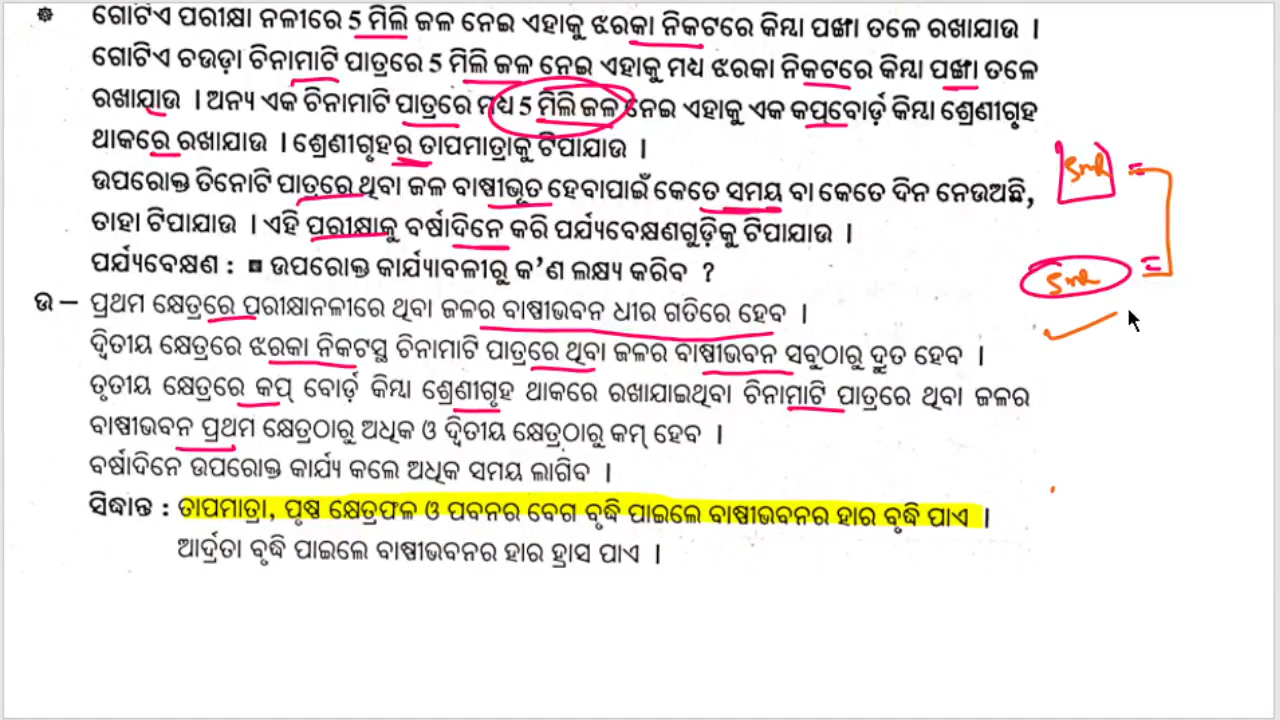 ଗୋଟିଏ ପରୀକ୍ଷା ନଳୀରେ 5 ମିଲି ଜଳ ନେଇ ଏହାକୁ ଝରକା ନିକଟରେ କିମ୍ବା ପଙ୍ଖା ତଳେ ରଖାଯାଉ ।
ଗୋଟିଏ ଚଉଡ଼ା ଚିନାମାଟି ପାତ୍ରରେ 5 ମିଲି ଜଳ ନେଇ ଏହାକୁ ମଧ୍ୟ ଝରକା ନିକଟରେ କିମ୍ବା ପଙ୍ଖା ତଳେ
ରଖାଯାଉ । ଅନ୍ୟ ଏକ ଚିନାମାଟି ପାତ୍ରରେ ମଧ୍ୟ 5 ମିଲି ଜଳ ନେଇ ଏହାକୁ ଏକ କପ୍‌ବୋର୍ଡ଼ କିମ୍ବା ଶ୍ରେଣୀଗୃହ
ଥାକରେ ରଖାଯାଉ । ଶ୍ରେଣୀଗୃହର ତାପମାତ୍ରାକୁ ଟିପାଯାଉ ।
ଉପରୋକ୍ତ ତିନୋଟି ପାତ୍ରରେ ଥିବା ଜଳ ବାଷ୍ପୀଭୂତ ହେବାପାଇଁ କେତେ ସମୟ ବା କେତେ ଦିନ ନେଉଅଛି,
ତାହା ଟିପାଯାଉ । ଏହି ପରୀକ୍ଷାକୁ ବର୍ଷାଦିନେ କରି ପର୍ଯ୍ୟବେକ୍ଷଣଗୁଡ଼ିକୁ ଟିପାଯାଉ ।
ପର୍ଯ୍ୟବେକ୍ଷଣ : ■ ଉପରୋକ୍ତ କାର୍ଯ୍ୟାବଳୀରୁ କ'ଣ ଲକ୍ଷ୍ୟ କରିବ ?
ଉ – ପ୍ରଥମ କ୍ଷେତ୍ରରେ ପରୀକ୍ଷାନଳୀରେ ଥିବା ଜଳର ବାଷ୍ପୀଭବନ ଧୀର ଗତିରେ ହେବ ।
ଦ୍ୱିତୀୟ କ୍ଷେତ୍ରରେ ଝରକା ନିକଟସ୍ଥ ଚିନାମାଟି ପାତ୍ରରେ ଥିବା ଜଳର ବାଷ୍ପୀଭବନ ସବୁଠାରୁ ଦ୍ରୁତ ହେବ ।
ତୃତୀୟ କ୍ଷେତ୍ରରେ କପ୍ ବୋର୍ଡ଼ କିମ୍ବା ଶ୍ରେଣୀଗୃହ ଥାକରେ ରଖାଯାଇଥିବା ଚିନାମାଟି ପାତ୍ରରେ ଥିବା ଜଳର
ବାଷ୍ପୀଭବନ ପ୍ରଥମ କ୍ଷେତ୍ରଠାରୁ ଅଧିକ ଓ ଦ୍ୱିତୀୟ କ୍ଷେତ୍ରଠାରୁ କମ୍ ହେବ ।
ବର୍ଷାଦିନେ ଉପରୋକ୍ତ କାର୍ଯ୍ୟ କଲେ ଅଧିକ ସମୟ ଲାଗିବ ।
ସିଦ୍ଧାନ୍ତ : ତାପମାତ୍ରା, ପୃଷ୍ଠ କ୍ଷେତ୍ରଫଳ ଓ ପବନର ବେଗ ବୃଦ୍ଧି ପାଇଲେ ବାଷ୍ପୀଭବନର ହାର ବୃଦ୍ଧି ପାଏ ।
ଆର୍ଦ୍ରତା ବୃଦ୍ଧି ପାଇଲେ ବାଷ୍ପୀଭବନର ହାର ହ୍ରାସ ପାଏ ।